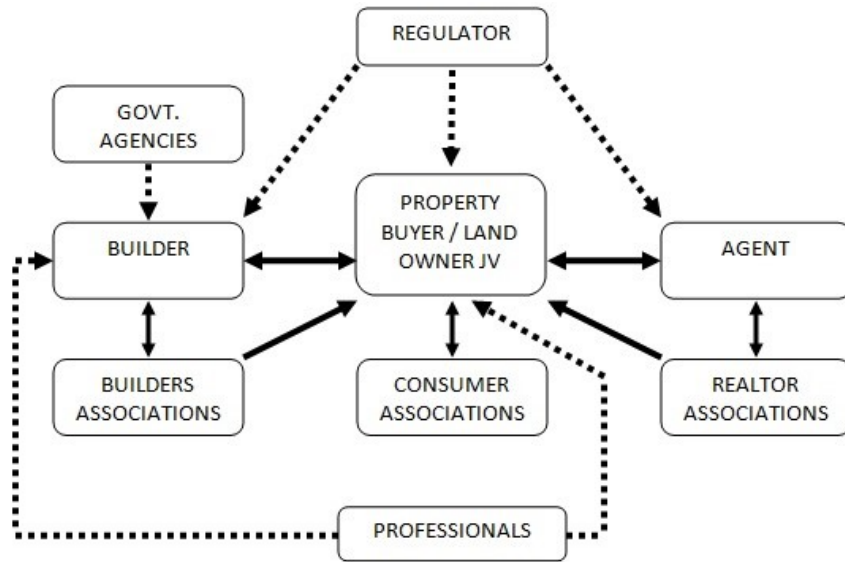 REGULATOR
GOVT.
AGENCIES
PROPERTY
BUYER / LAND
OWNER JV
BUILDER
AGENT
BUILDERS
ASSOCIATIONS
CONSUMER
ASSOCIATIONS
REALTOR
ASSOCIATIONS
PROFESSIONALS